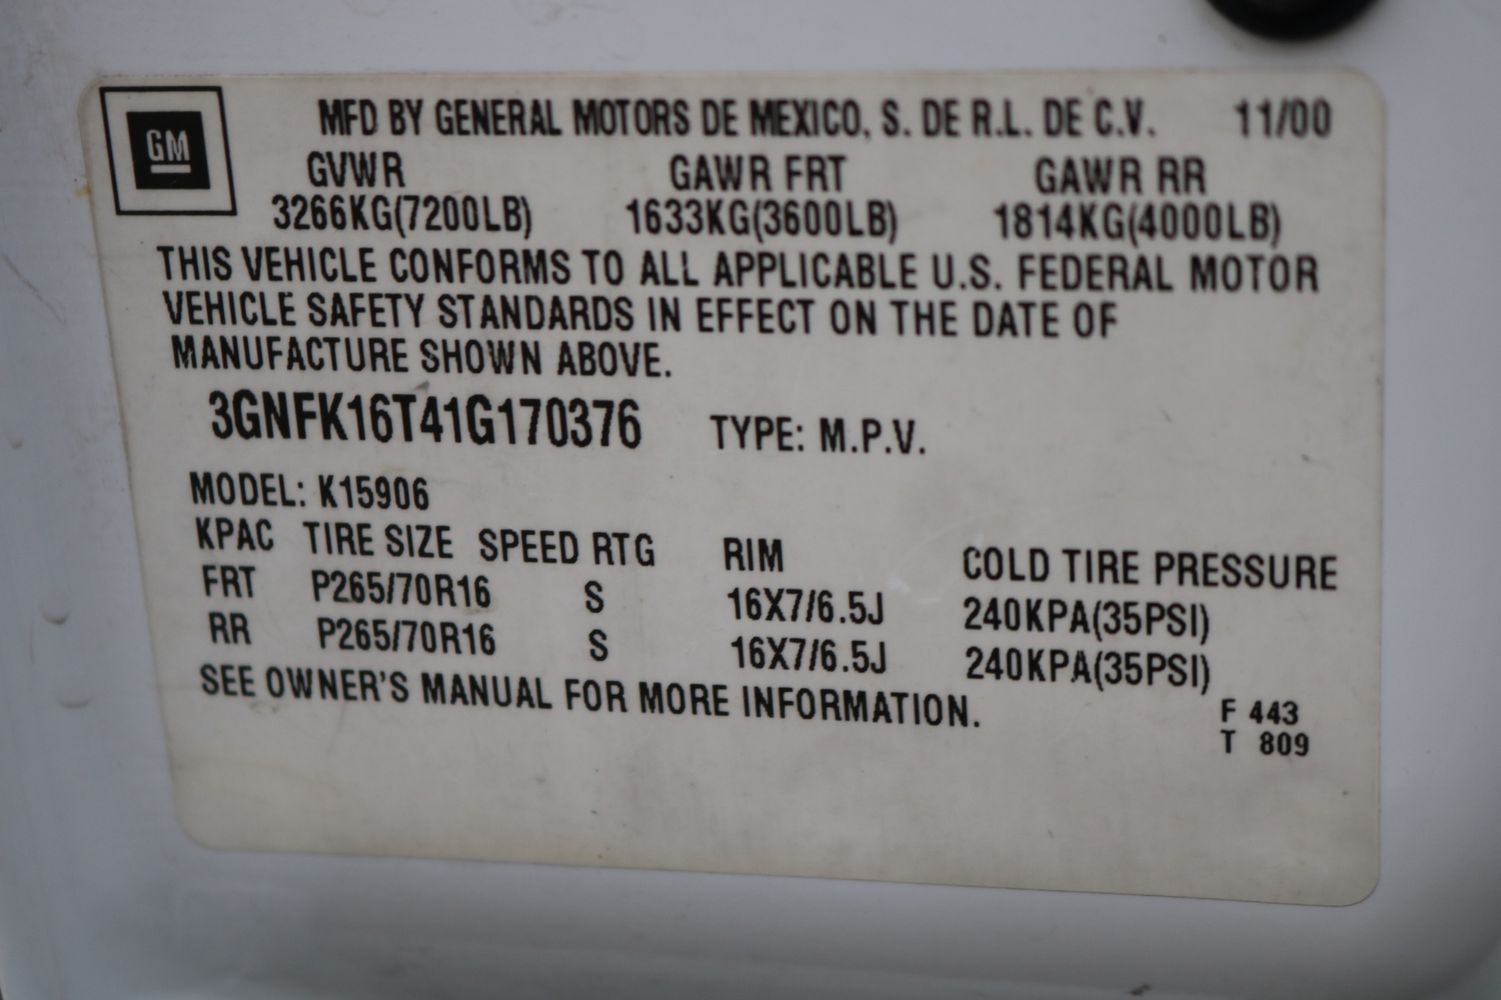 GM
MFD BY GENERAL MOTORS DE MEXICO, S. DE R.L. DE C.V. 11/00
GVWR GAWR FRT GAWR RR
3266KG(7200LB) 1633KG(3600LB) 1814KG(4000LB)
THIS VEHICLE CONFORMS TO ALL APPLICABLE U.S. FEDERAL MOTOR
VEHICLE SAFETY STANDARDS IN EFFECT ON THE DATE OF
MANUFACTURE SHOWN ABOVE.
3GNFK16T41G170376 TYPE: M.P.V.
MODEL: K15906
KPAC TIRE SIZE SPEED RTG RIM COLD TIRE PRESSURE
FRT P265/70R16 S 16X7/6.5J 240KPA(35PSI)
RR P265/70R16 S 16X7/6.5J 240KPA(35PSI)
SEE OWNER'S MANUAL FOR MORE INFORMATION.
F 443
T 809